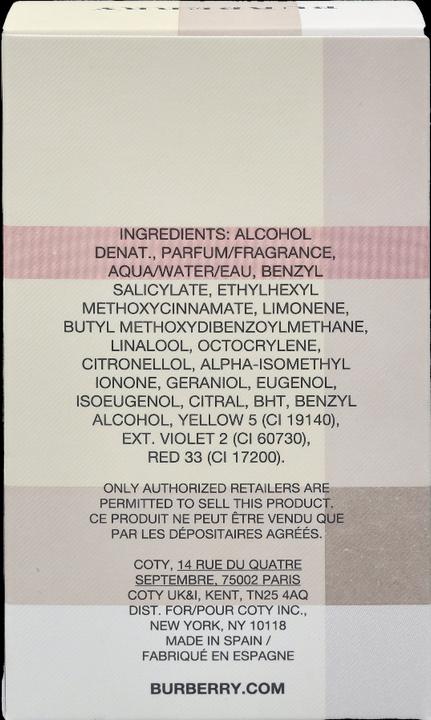 INGREDIENTS: ALCOHOL
DENAT., PARFUM/FRAGRANCE,
AQUA/WATER/EAU, BENZYL
SALICYLATE, ETHYLHEXYL
METHOXYCINNAMATE, LIMONENE,
BUTYL METHOXYDIBENZOYLMETHANE,
LINALOOL, OCTOCRYLENE,
CITRONELLOL, ALPHA-ISOMETHYL
IONONE, GERANIOL, EUGENOL,
ISOEUGENOL, CITRAL, BHT, BENZYL
ALCOHOL, YELLOW 5 (CI 19140),
EXT. VIOLET 2 (CI 60730),
RED 33 (CI 17200).
ONLY AUTHORIZED RETAILERS ARE
PERMITTED TO SELL THIS PRODUCT.
CE PRODUIT NE PEUT ÊTRE VENDU QUE
PAR LES DÉPOSITAIRES AGRÉÉS.
COTY, 14 RUE DU QUATRE
SEPTEMBRE, 75002 PARIS
COTY UK&I, KENT, TN25 4AQ
DIST. FOR/POUR COTY INC.,
NEW YORK, NY 10118
MADE IN SPAIN /
FABRIQUÉ EN ESPAGNE
BURBERRY.COM